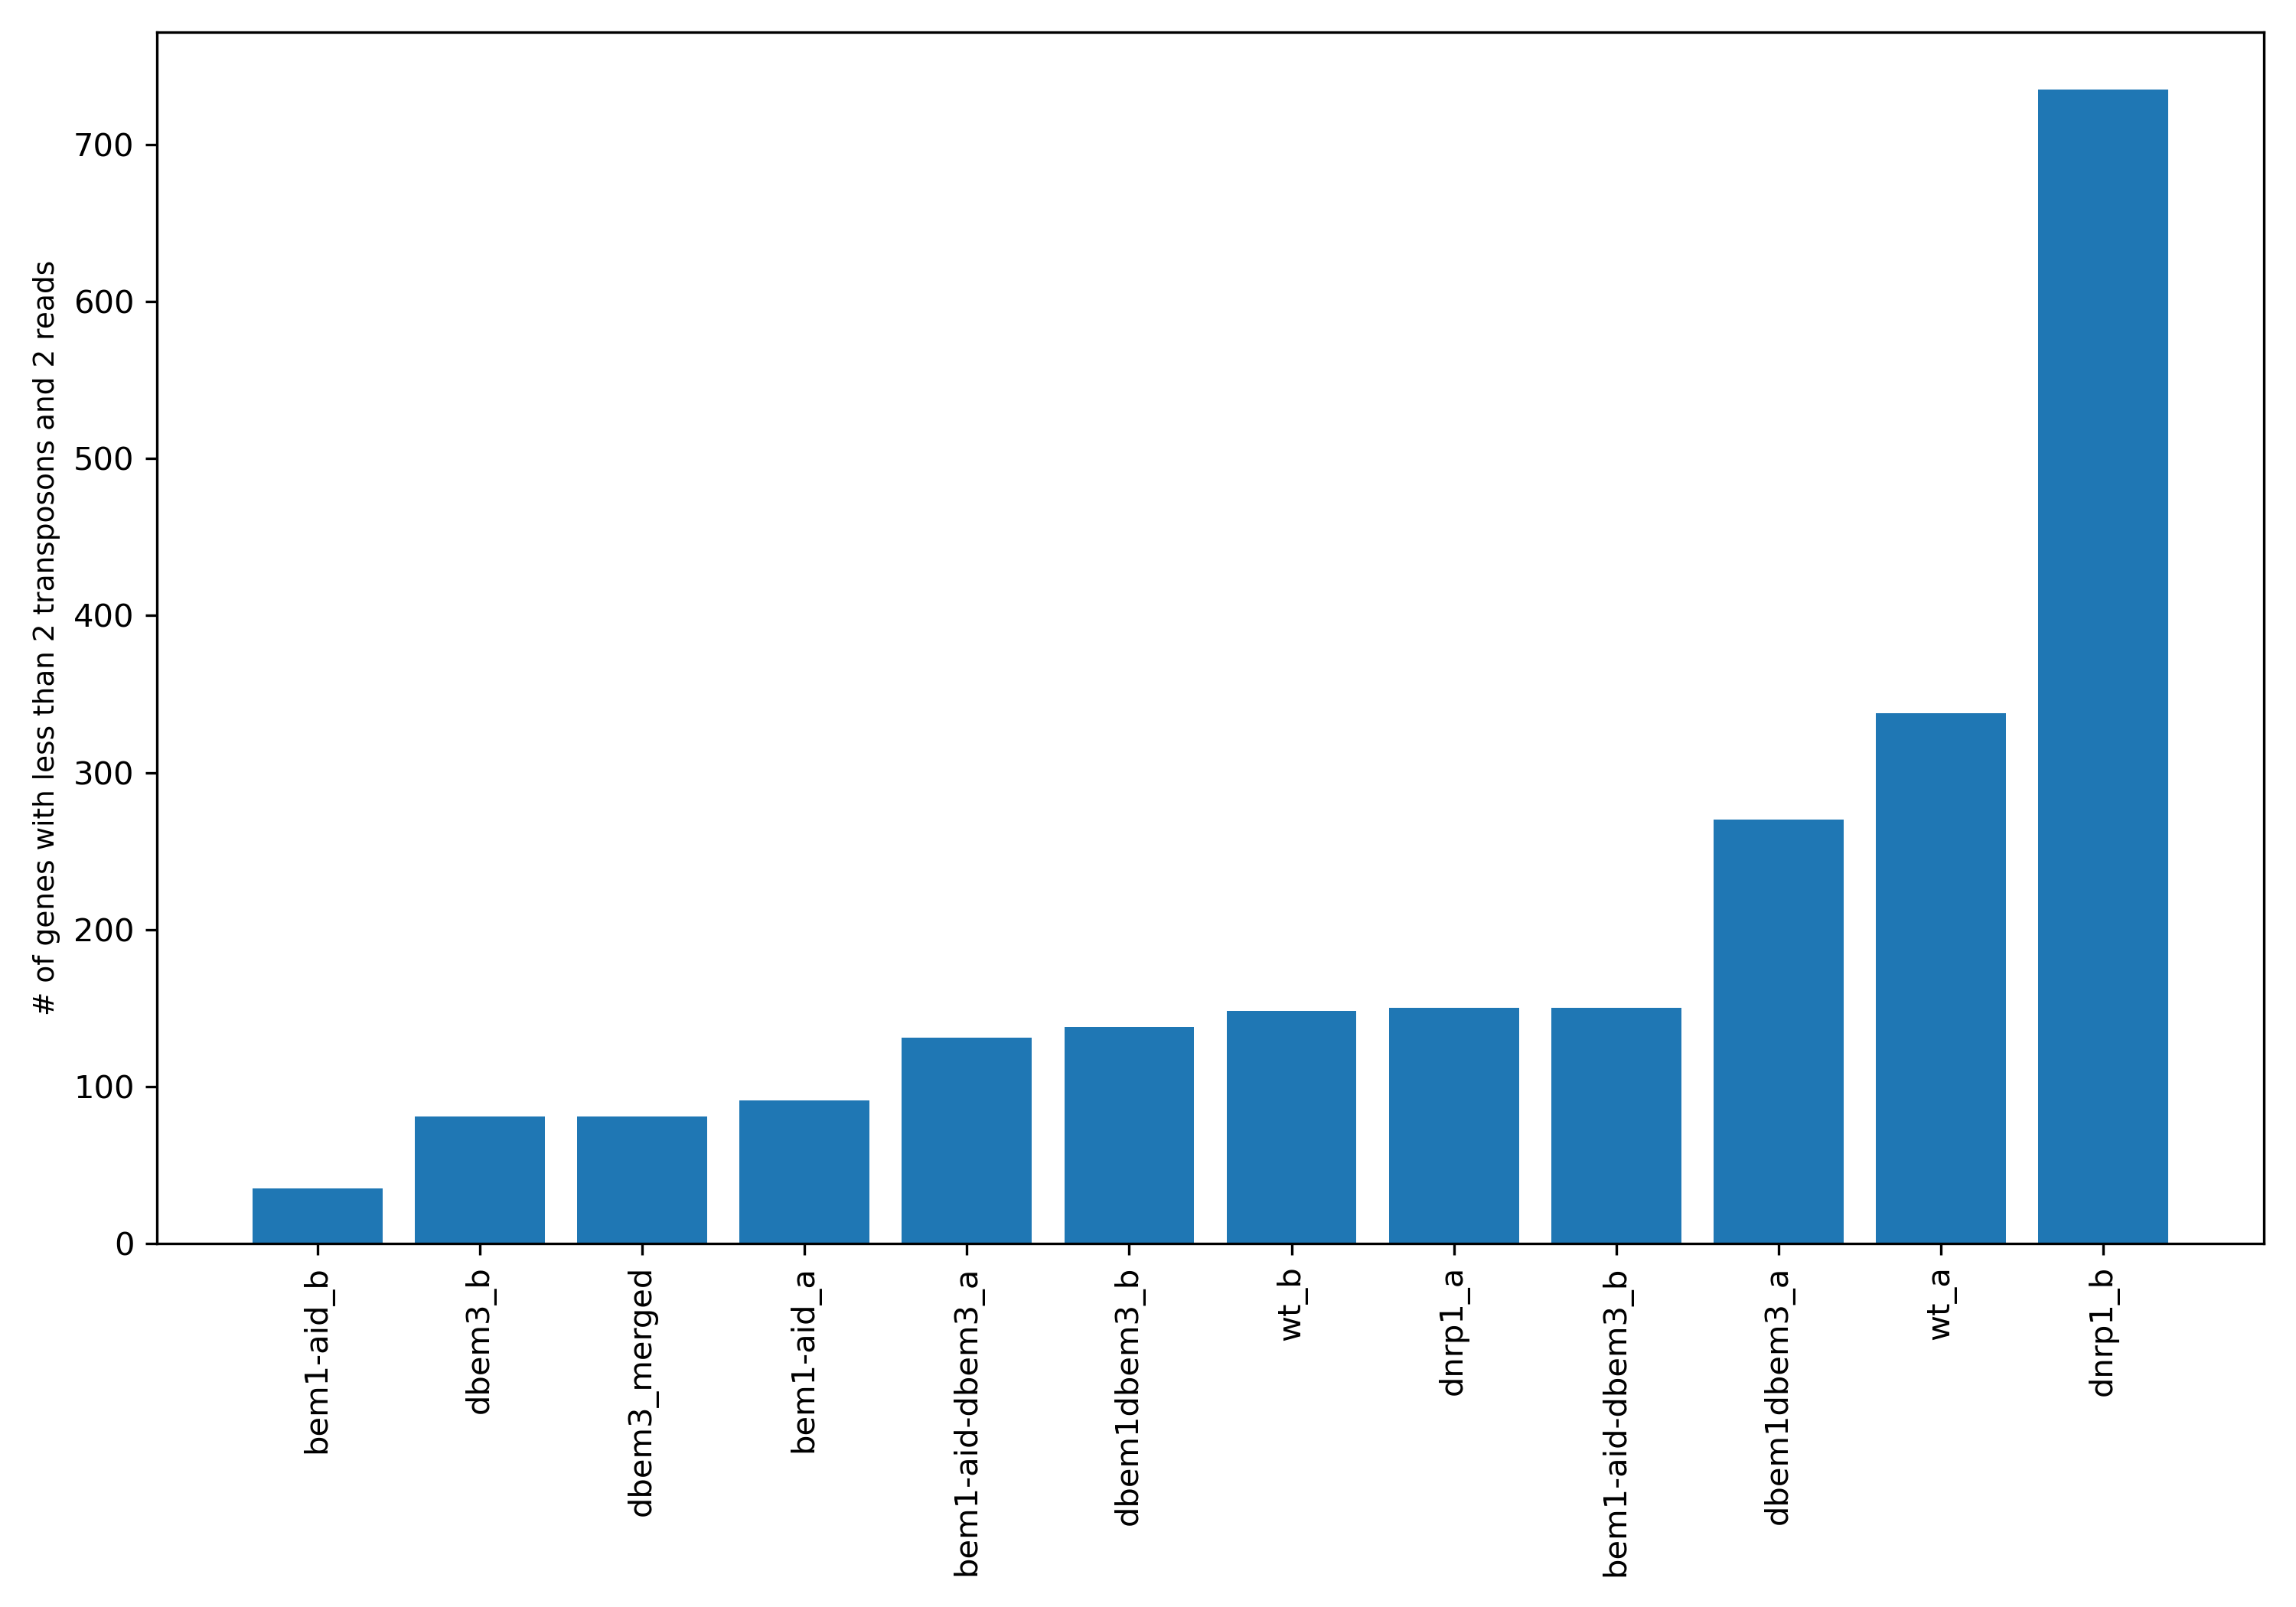 # of genes with less than 2 transposons and 2 reads
700
600
500
400
300
200
100
0
bem1-aid_b
dbem3_b
dbem3_merged
bem1-aid_a
bem1-aid-dbem3_a
dbem1dbem3_b
wt_b
dnrp1_a
bem1-aid-dbem3_b
dbem1dbem3_a
wt_a
dnrp1_b